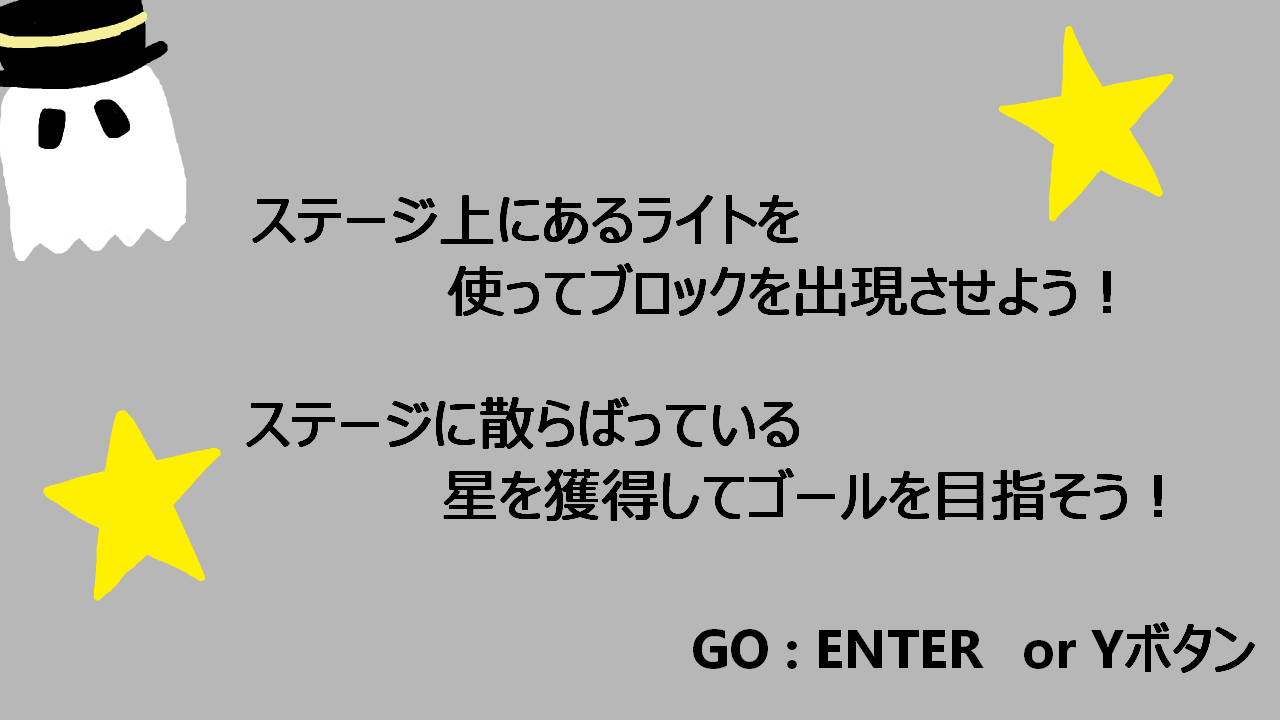 ステージ上にあるライトを
使ってブロックを出現させよう！
ステージに散らばっている
星を獲得してゴールを目指そう！
GO : ENTER or Yボタン